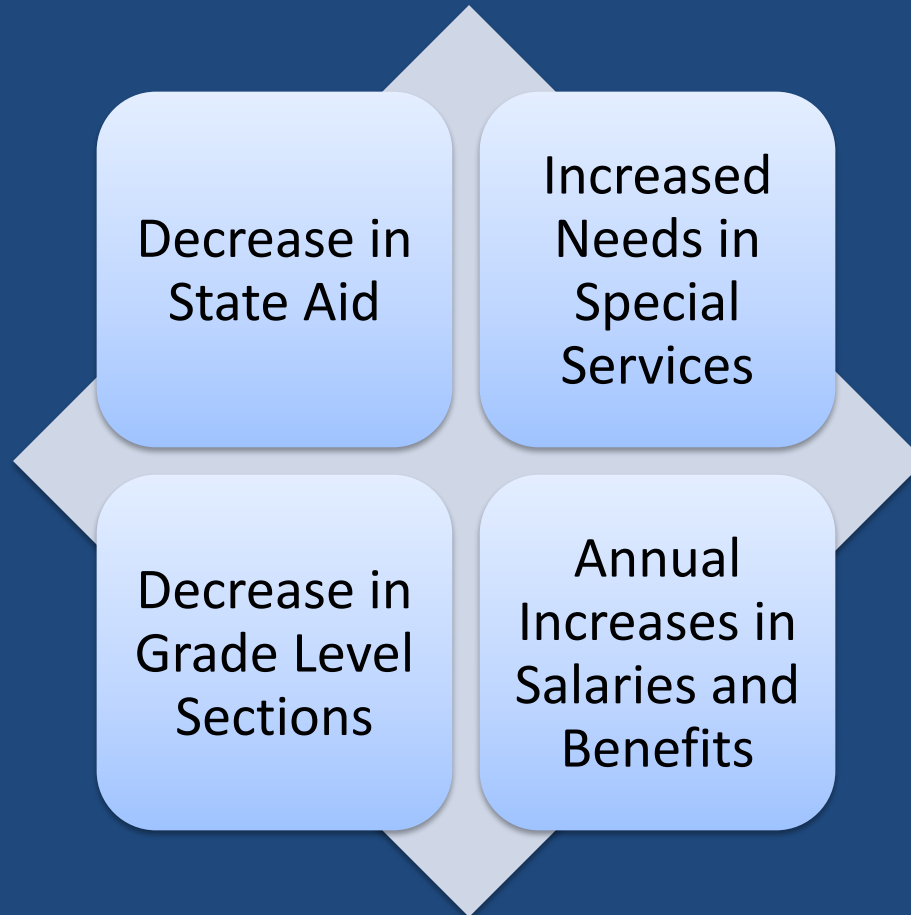 Decrease in
State Aid
Increased
Needs in
Special
Services
Decrease in
Grade Level
Sections
Annual
Increases in
Salaries and
Benefits